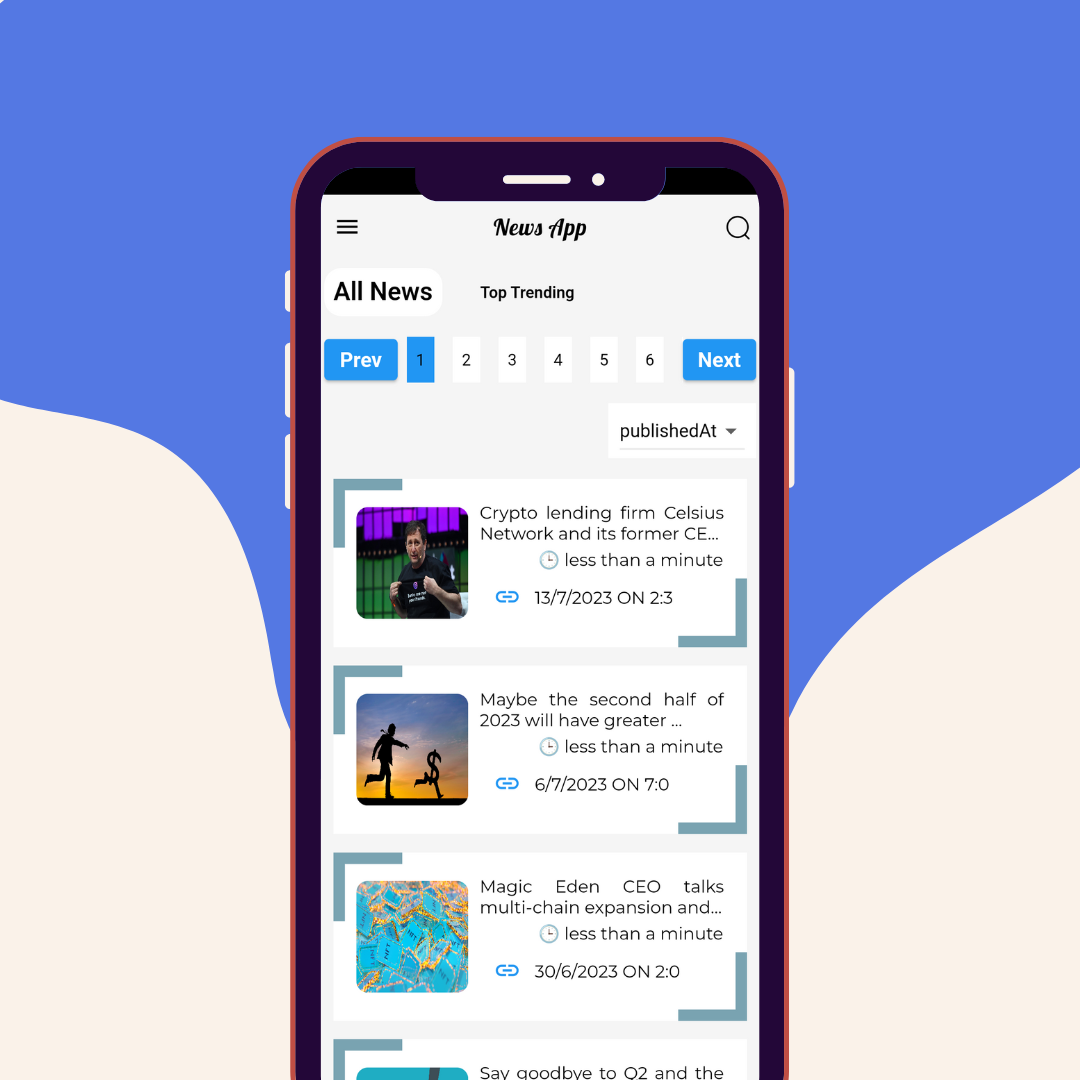 News App
All News
Top Trending
Prev 1 2 3 4 5 6 Next
publishedAt
Crypto lending firm Celsius
Network and its former CE...
less than a minute
13/7/2023 ON 2:3
Maybe the second half of
2023 will have greater ...
less than a minute
6/7/2023 ON 7:0
Magic Eden CEO talks
multi-chain expansion and...
less than a minute
30/6/2023 ON 2:0
Say goodbye to Q2 and the